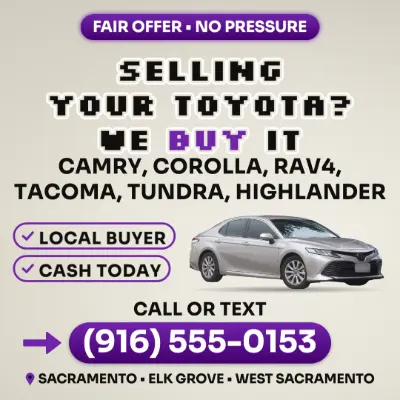 FAIR OFFER • NO PRESSURE
SELLING
YOUR TOYOTA?
WE BUY IT
CAMRY, COROLLA, RAV4,
TACOMA, TUNDRA, HIGHLANDER
LOCAL BUYER
CASH TODAY
CALL OR TEXT
(916) 555-0153
SACRAMENTO • ELK GROVE • WEST SACRAMENTO